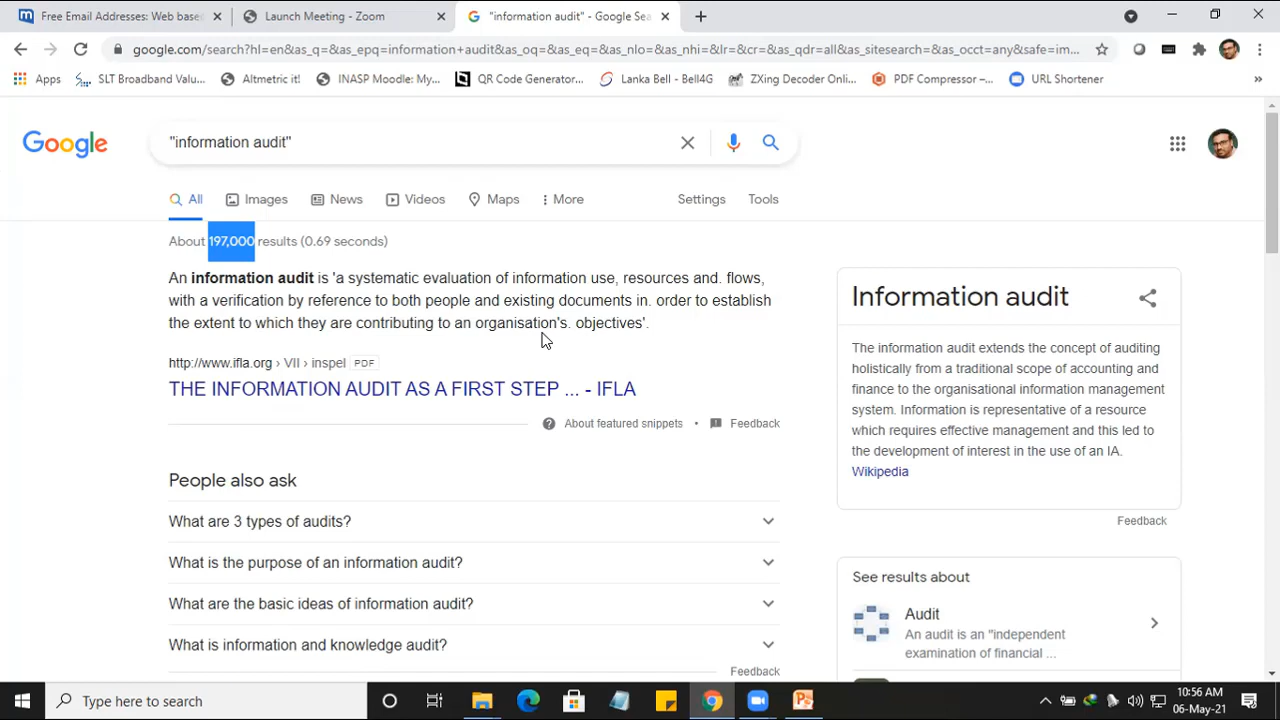 Free Email Addresses: Web base
Launch Meeting - Zoom
"information audit" - Google Sea
google.com/search?hl=en&as_q=&as_epq=information+audit&as_oq=&as_eq=&as_nlo=&as_nhi=&lr=&cr=&as_qdr=all&as_sitesearch=&as_occt=any&safe=im...
Apps
SLT Broadband Valu...
Altmetric it!
INASP Moodle: My...
QR Code Generator...
Lanka Bell - Bell4G
ZXing Decoder Onli...
PDF Compressor –...
URL Shortener
»
Google
"information audit"
All
Images
News
Videos
Maps
More
Settings
Tools
About 197,000 results (0.69 seconds)
An information audit is 'a systematic evaluation of information use, resources and. flows,
with a verification by reference to both people and existing documents in. order to establish
the extent to which they are contributing to an organisation's. objectives'.
http://www.ifla.org › VII › inspel PDF
THE INFORMATION AUDIT AS A FIRST STEP ... - IFLA
About featured snippets • Feedback
People also ask
What are 3 types of audits?
What is the purpose of an information audit?
What are the basic ideas of information audit?
What is information and knowledge audit?
Feedback
Information audit
The information audit extends the concept of auditing
holistically from a traditional scope of accounting and
finance to the organisational information management
system. Information is representative of a resource
which requires effective management and this led to
the development of interest in the use of an IA.
Wikipedia
Feedback
See results about
Audit
An audit is an "independent
examination of financial ...
Type here to search
10:56 AM
06-May-21